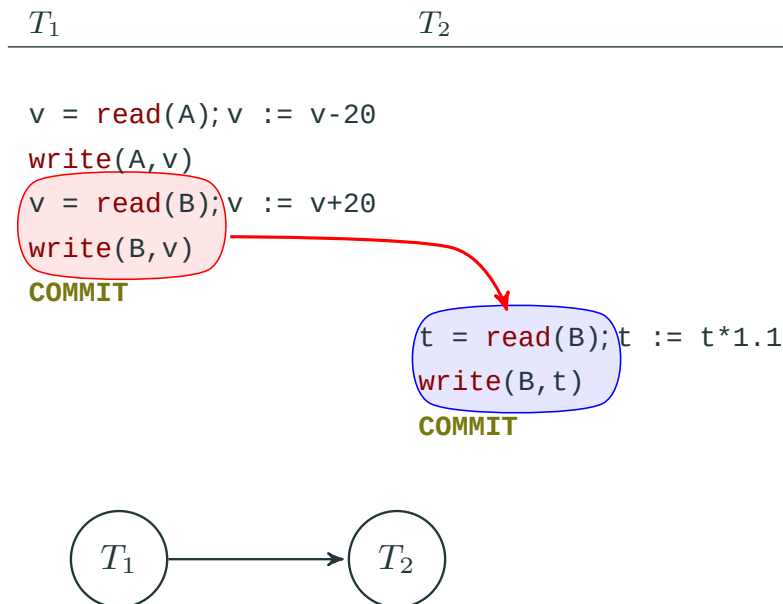 T1 T2
v = read(A); v := v-20
write(A,v)
v = read(B); v := v+20
write(B,v)
COMMIT
t = read(B); t := t*1.1
write(B,t)
COMMIT
T1 T2